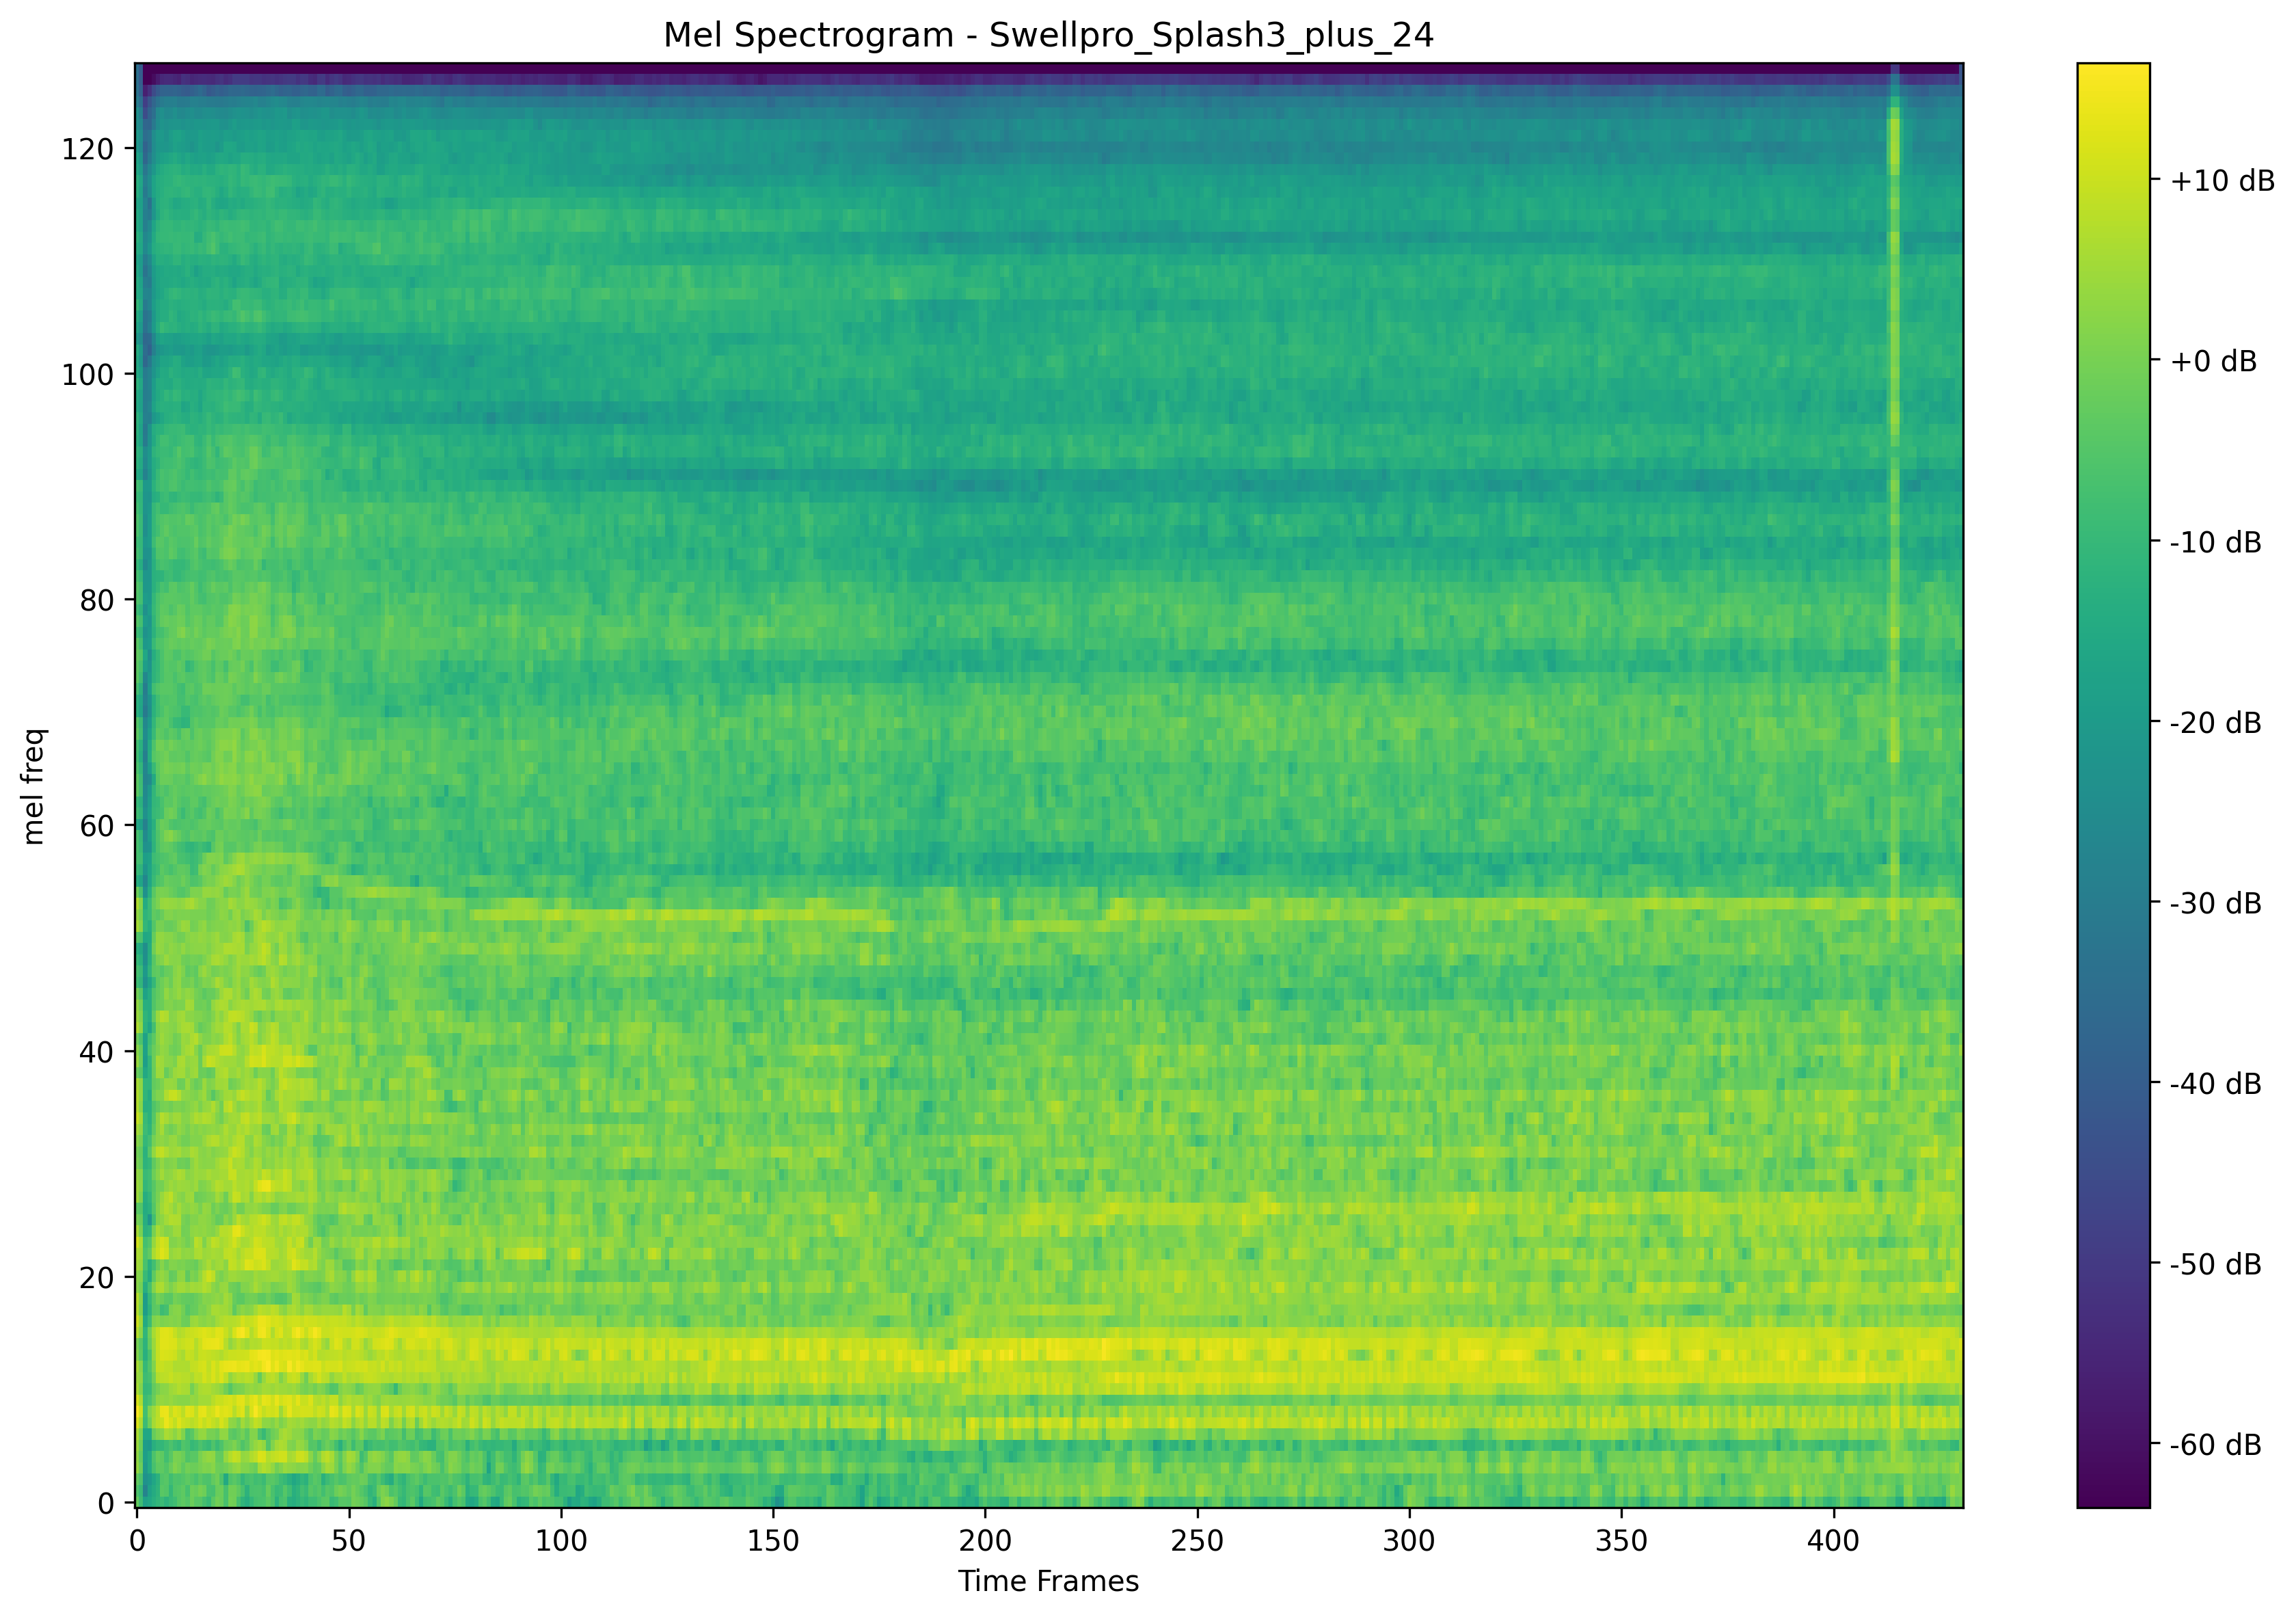 Mel Spectrogram - Swellpro_Splash3_plus_24
mel freq
120
100
80
60
40
20
0
0 50 100 150 200 250 300 350 400
Time Frames
+10 dB
+0 dB
-10 dB
-20 dB
-30 dB
-40 dB
-50 dB
-60 dB